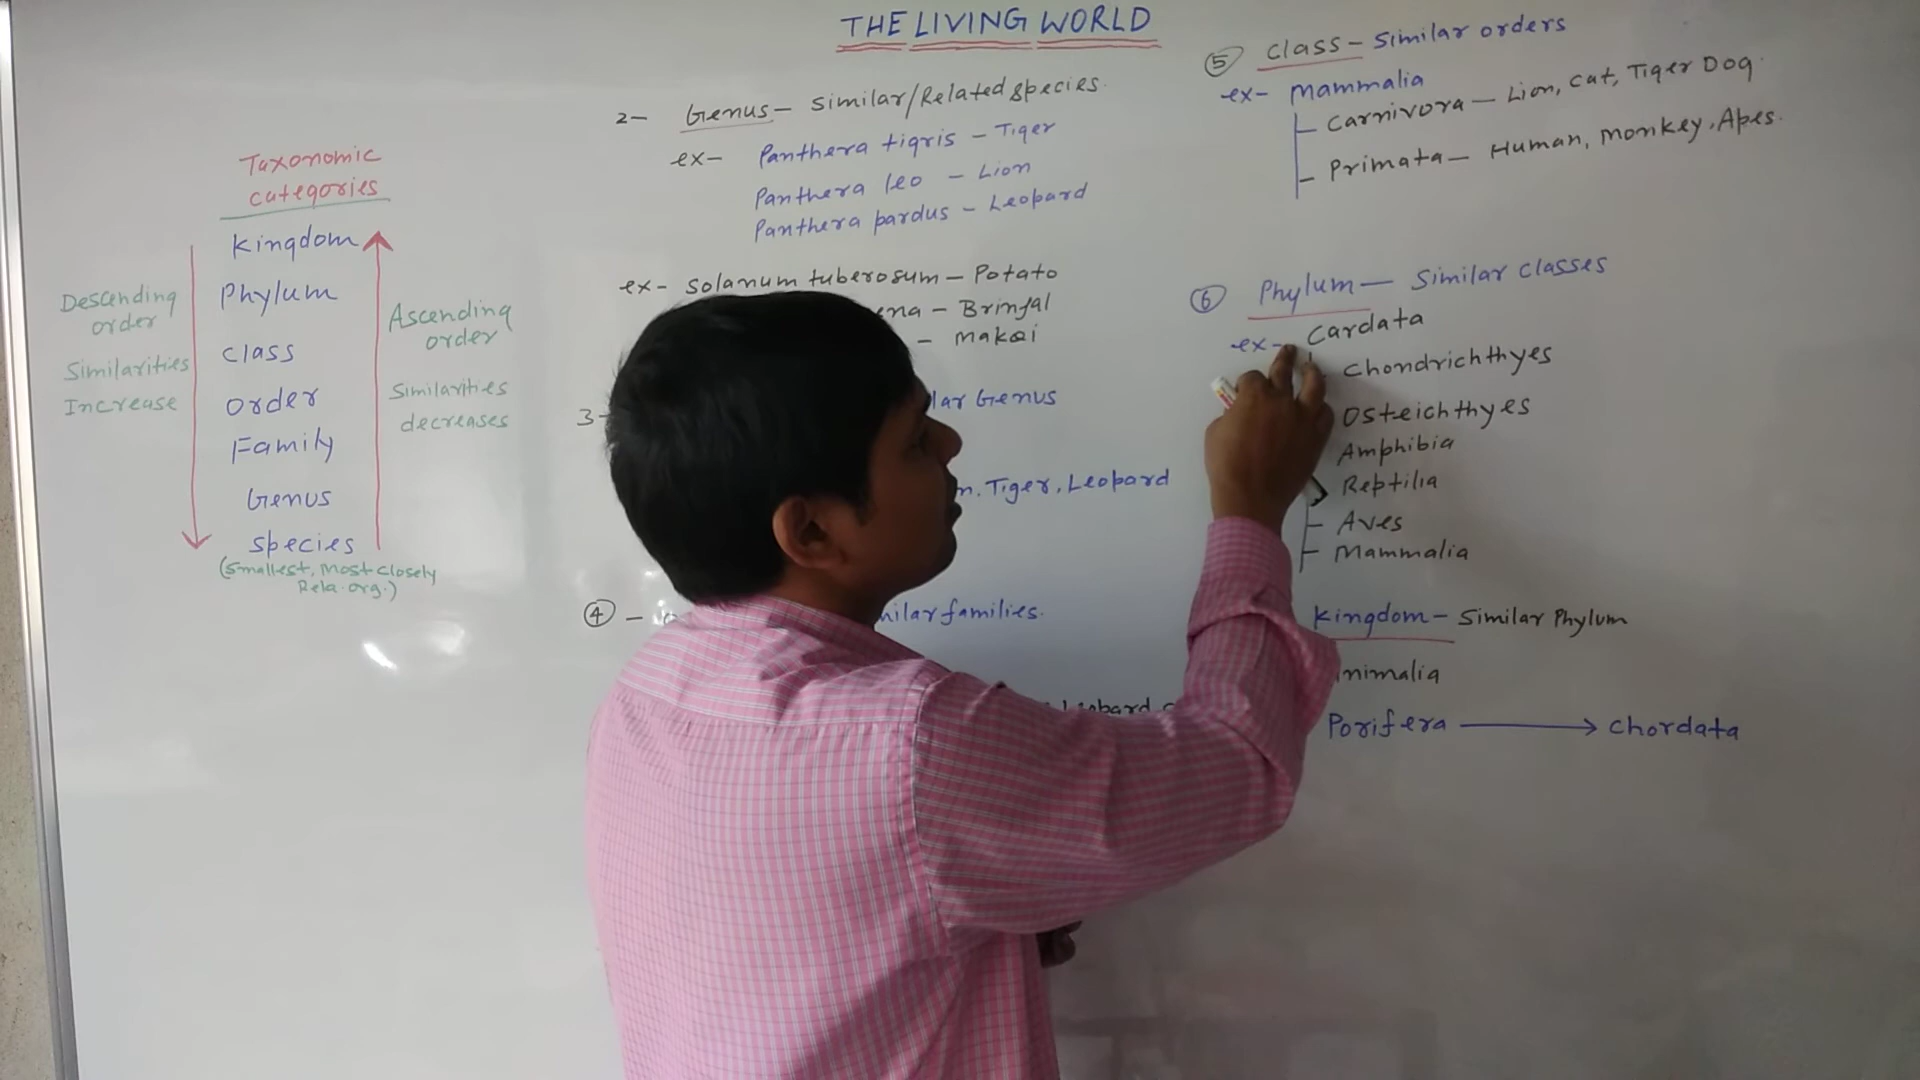 THE LIVING WORLD
Taxonomic
categories
Kingdom
Phylum
Class
Order
Family
Genus
Species
(Smallest, Most closely
Rela. org.)
Descending
order
Similarities
Increase
Ascending
order
Similarities
decreases
2- Genus- Similar/Related species.
ex- Panthera tigris - Tiger
Panthera leo - Lion
Panthera pardus - Leopard
ex- Solanum tuberosum - Potato
ena - Brinjal
- Makoi
3-
lar Genus
n. Tiger, Leopard
④ -
milar families.
Leopard
⑤ Class - Similar orders
ex- Mammalia
Carnivora - Lion, Cat, Tiger Dog.
Primata - Human, Monkey, Apes.
⑥ Phylum - Similar Classes
ex- Cardata
Chondrichthyes
Osteichthyes
Amphibia
Reptilia
Aves
Mammalia
Kingdom - Similar Phylum
nimalia
Porifera → Chordata